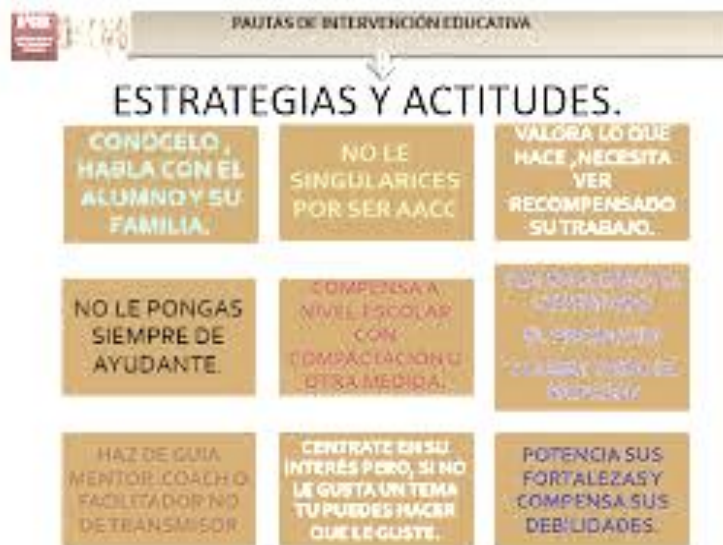 PAUTAS DE INTERVENCIÓN EDUCATIVA
ESTRATEGIAS Y ACTITUDES.
CONÓCELO,
HABLA CON EL
ALUMNO Y SU
FAMILIA.
NO LE
SINGULARICES
POR SER AACC
VALORA LO QUE
HACE ,NECESITA
VER
RECOMPENSADO
SU TRABAJO.
NO LE PONGAS
SIEMPRE DE
AYUDANTE.
COMPENSA A
NIVEL ESCOLAR
CON
COMPACTACIÓN U
OTRA MEDIDA.
HAZ DE GUIA
MENTOR COACH O
FACILITADOR NO
DE TRANSMISOR
CENTRATE EN SU
INTERÉS PERO, SI NO
LE GUSTA UN TEMA
TU PUEDES HACER
QUE LE GUSTE.
POTENCIA SUS
FORTALEZAS Y
COMPENSA SUS
DEBILIDADES.